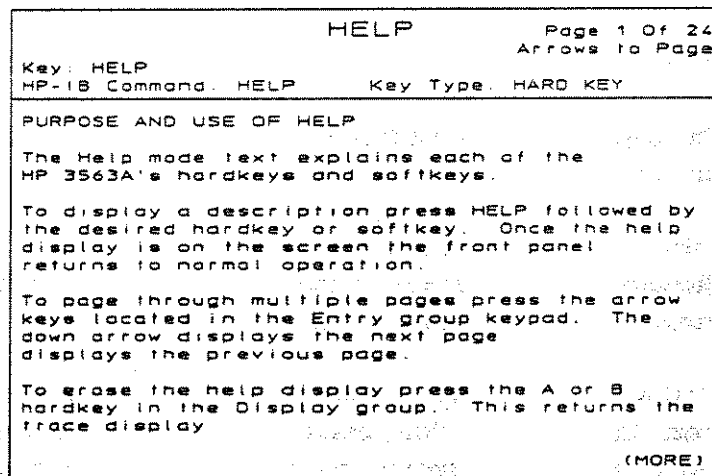 HELP
Page 1 Of 24
Arrows to Page
Key: HELP
HP-IB Command: HELP Key Type: HARD KEY
PURPOSE AND USE OF HELP
The Help mode text explains each of the
HP 3563A's hardkeys and softkeys.
To display a description press HELP followed by
the desired hardkey or softkey. Once the help
display is on the screen the front panel
returns to normal operation.
To page through multiple pages press the arrow
keys located in the Entry group keypad. The
down arrow displays the next page
displays the previous page.
To erase the help display press the A or B
hardkey in the Display group. This returns the
trace display
(MORE)